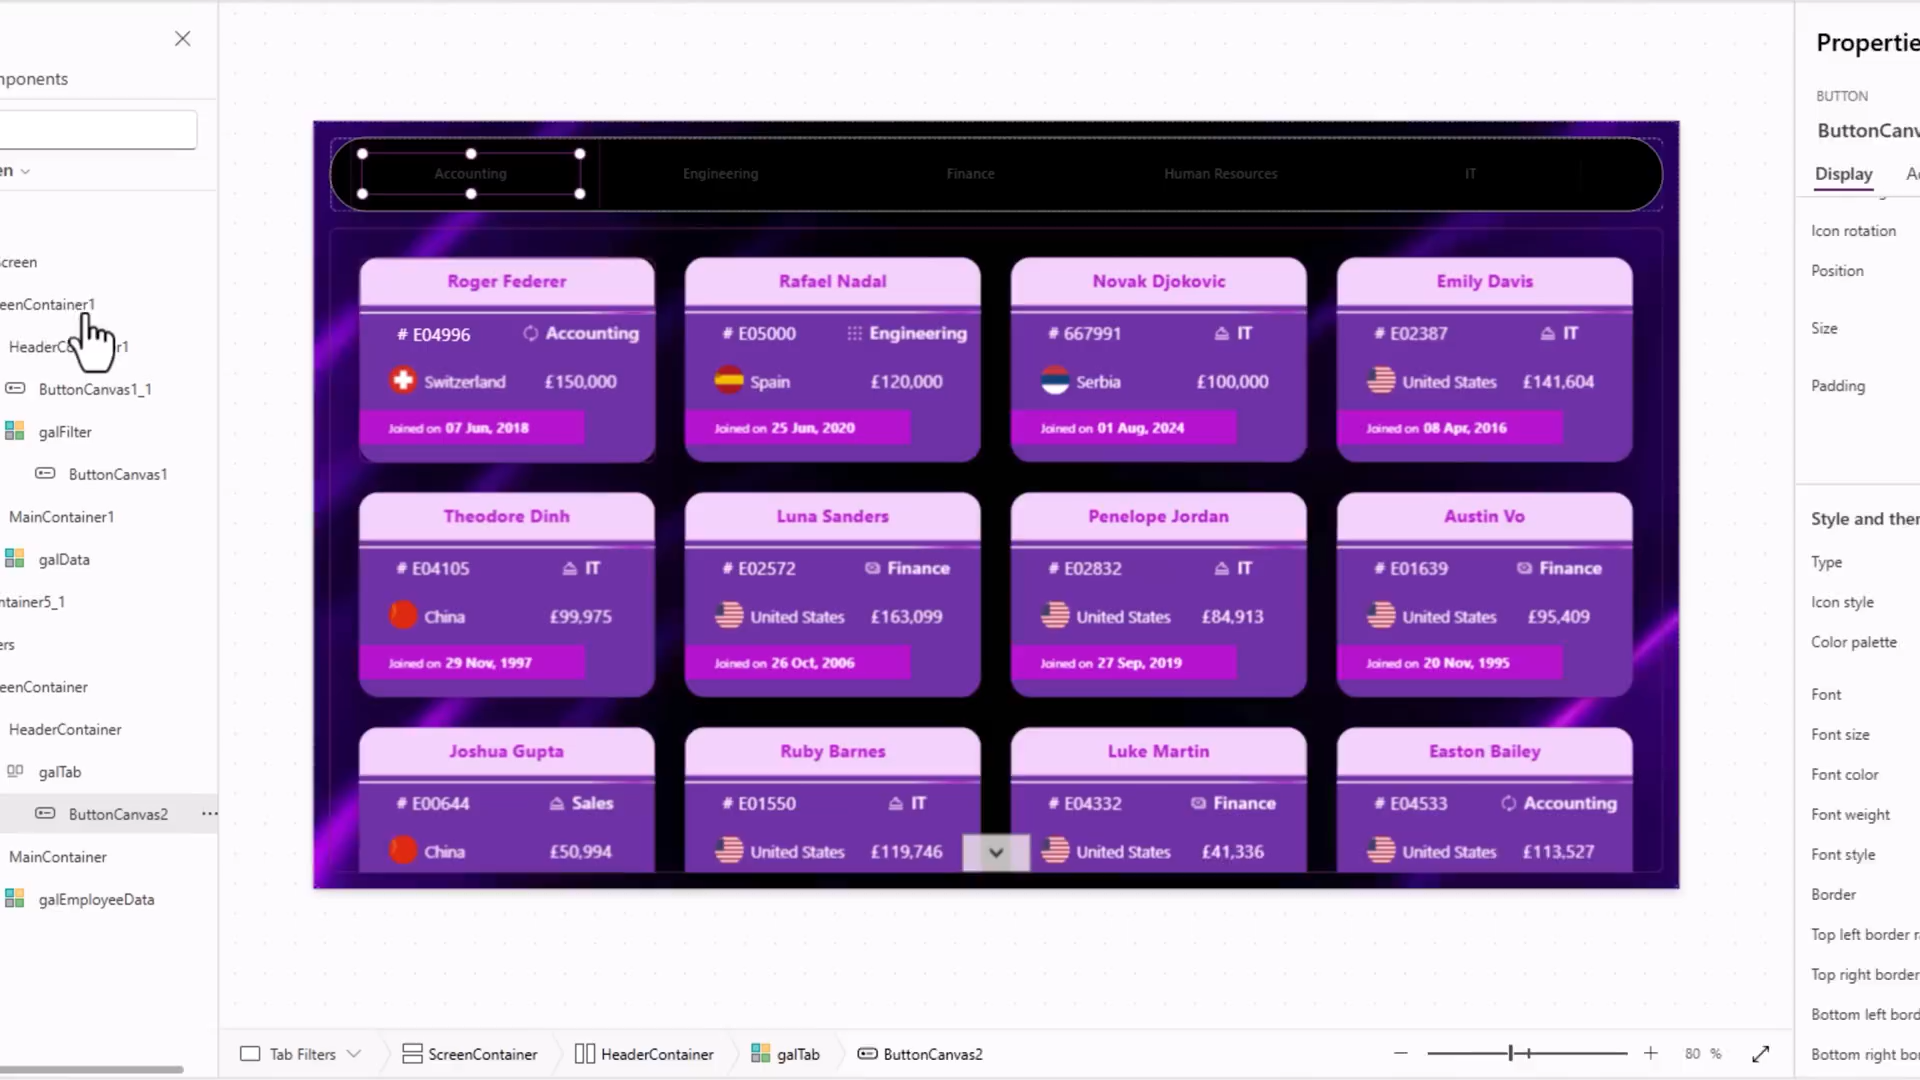 mponents
en
creen
eenContainer1
HeaderCo r1
ButtonCanvas1_1
galFilter
ButtonCanvas1
MainContainer1
galData
ntainer5_1
ers
eenContainer
HeaderContainer
galTab
ButtonCanvas2 ...
MainContainer
galEmployeeData
Accounting Engineering Finance Human Resources IT
Roger Federer Rafael Nadal Novak Djokovic Emily Davis
# E04996 Accounting # E05000 Engineering # 667991 IT # E02387 IT
Switzerland £150,000 Spain £120,000 Serbia £100,000 United States £141,604
Joined on 07 Jun, 2018 Joined on 25 Jun, 2020 Joined on 01 Aug, 2024 Joined on 08 Apr, 2016
Theodore Dinh Luna Sanders Penelope Jordan Austin Vo
# E04105 IT # E02572 Finance # E02832 IT # E01639 Finance
China £99,975 United States £163,099 United States £84,913 United States £95,409
Joined on 29 Nov, 1997 Joined on 26 Oct, 2006 Joined on 27 Sep, 2019 Joined on 20 Nov, 1995
Joshua Gupta Ruby Barnes Luke Martin Easton Bailey
# E00644 Sales # E01550 IT # E04332 Finance # E04533 Accounting
China £50,994 United States £119,746 United States £41,336 United States £113,527
Tab Filters ScreenContainer HeaderContainer galTab ButtonCanvas2 80 %
Propertie
BUTTON
ButtonCanv
Display A
Icon rotation
Position
Size
Padding
Style and ther
Type
Icon style
Color palette
Font
Font size
Font color
Font weight
Font style
Border
Top left border r
Top right border
Bottom left bord
Bottom right bor